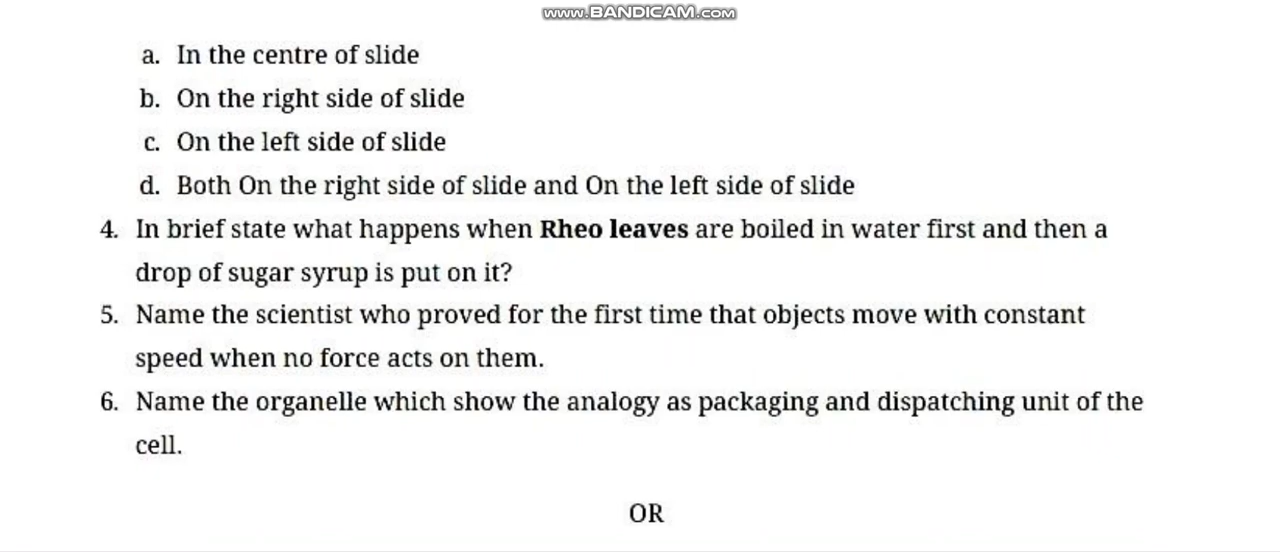 www.BANDICAM.com
a. In the centre of slide
b. On the right side of slide
c. On the left side of slide
d. Both On the right side of slide and On the left side of slide
4. In brief state what happens when Rheo leaves are boiled in water first and then a
drop of sugar syrup is put on it?
5. Name the scientist who proved for the first time that objects move with constant
speed when no force acts on them.
6. Name the organelle which show the analogy as packaging and dispatching unit of the
cell.
OR